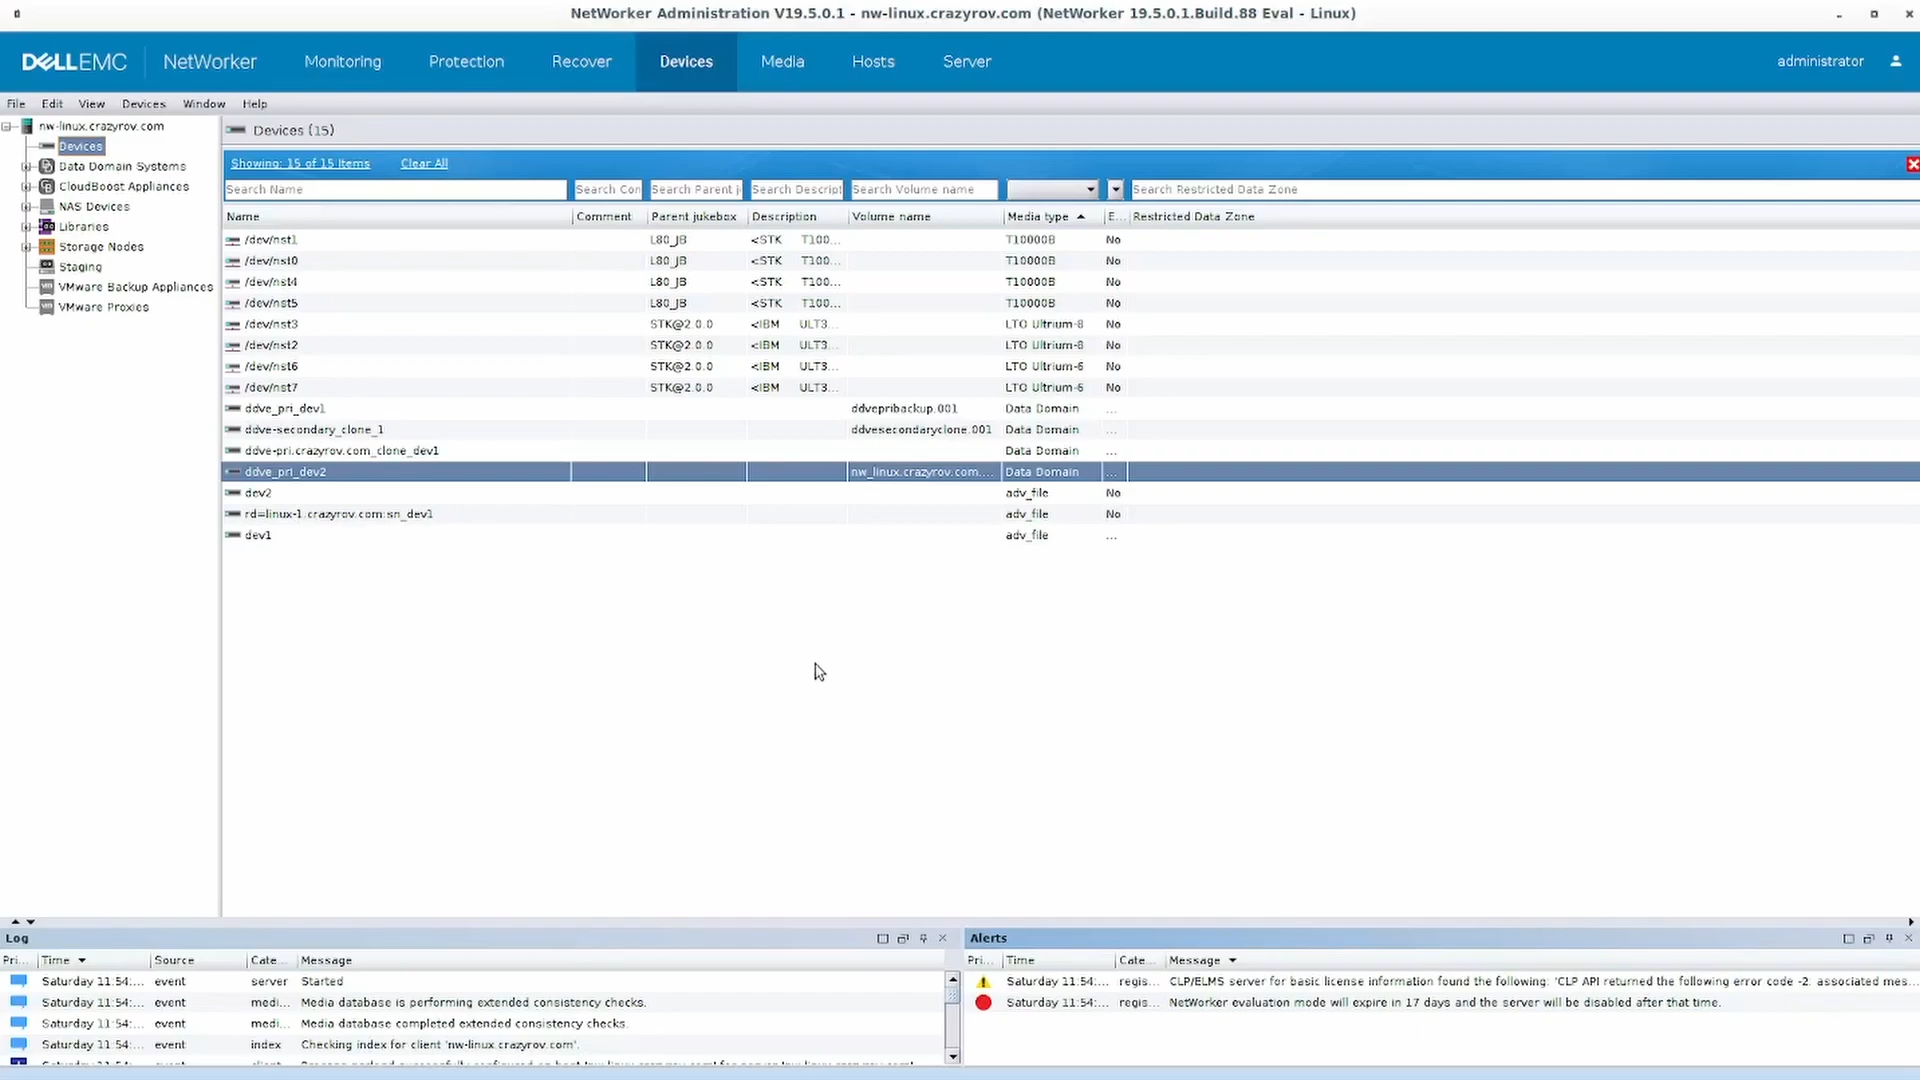 NetWorker Administration V19.5.0.1 - nw-linux.crazyrov.com (NetWorker 19.5.0.1.Build.88 Eval - Linux)
DELLEMC NetWorker Monitoring Protection Recover Devices Media Hosts Server administrator
File Edit View Devices Window Help
nw-linux.crazyrov.com
Devices
Data Domain Systems
CloudBoost Appliances
NAS Devices
Libraries
Storage Nodes
Staging
VMware Backup Appliances
VMware Proxies
Devices (15)
Showing: 15 of 15 Items Clear All
Search Name Search Con Search Parent j Search Descript Search Volume name Search Restricted Data Zone
Name Comment Parent jukebox Description Volume name Media type E... Restricted Data Zone
/dev/nst1 L80_JB <STK T100... T10000B No
/dev/nst0 L80_JB <STK T100... T10000B No
/dev/nst4 L80_JB <STK T100... T10000B No
/dev/nst5 L80_JB <STK T100... T10000B No
/dev/nst3 STK@2.0.0 <IBM ULT3... LTO Ultrium-8 No
/dev/nst2 STK@2.0.0 <IBM ULT3... LTO Ultrium-8 No
/dev/nst6 STK@2.0.0 <IBM ULT3... LTO Ultrium-6 No
/dev/nst7 STK@2.0.0 <IBM ULT3... LTO Ultrium-6 No
ddve_pri_dev1 ddvepribackup.001 Data Domain ...
ddve-secondary_clone_1 ddvesecondaryclone.001 Data Domain ...
ddve-pri.crazyrov.com_clone_dev1 Data Domain ...
ddve_pri_dev2 nw_linux.crazyrov.com.... Data Domain ...
dev2 adv_file No
rd=linux-1.crazyrov.com:sn_dev1 adv_file No
dev1 adv_file ...
Log
Pri... Time Source Cate... Message
Saturday 11:54:... event server Started
Saturday 11:54:... event medi... Media database is performing extended consistency checks.
Saturday 11:54:... event medi... Media database completed extended consistency checks.
Saturday 11:54:... event index Checking index for client 'nw-linux.crazyrov.com'.
Alerts
Pri... Time Cate... Message
Saturday 11:54:... regis... CLP/ELMS server for basic license information found the following: 'CLP API returned the following error code -2. associated mes...
Saturday 11:54:... regis... NetWorker evaluation mode will expire in 17 days and the server will be disabled after that time.